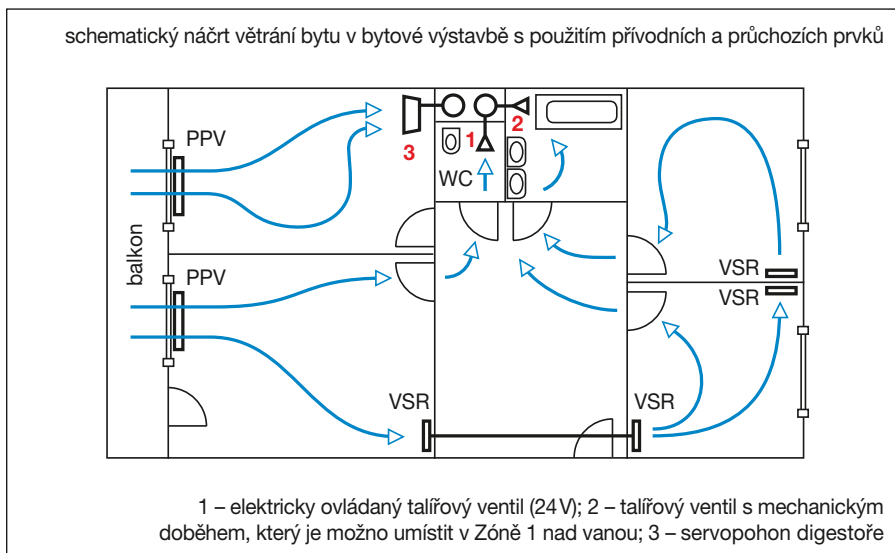 schematický náčrt větrání bytu v bytové výstavbě s použitím přívodních a průchozích prvků
PPV
3
1
2
WC
balkon
PPV
VSR
VSR
VSR
VSR
1 – elektricky ovládaný talířový ventil (24 V); 2 – talířový ventil s mechanickým
doběhem, který je možno umístit v Zóně 1 nad vanou; 3 – servopohon digestoře